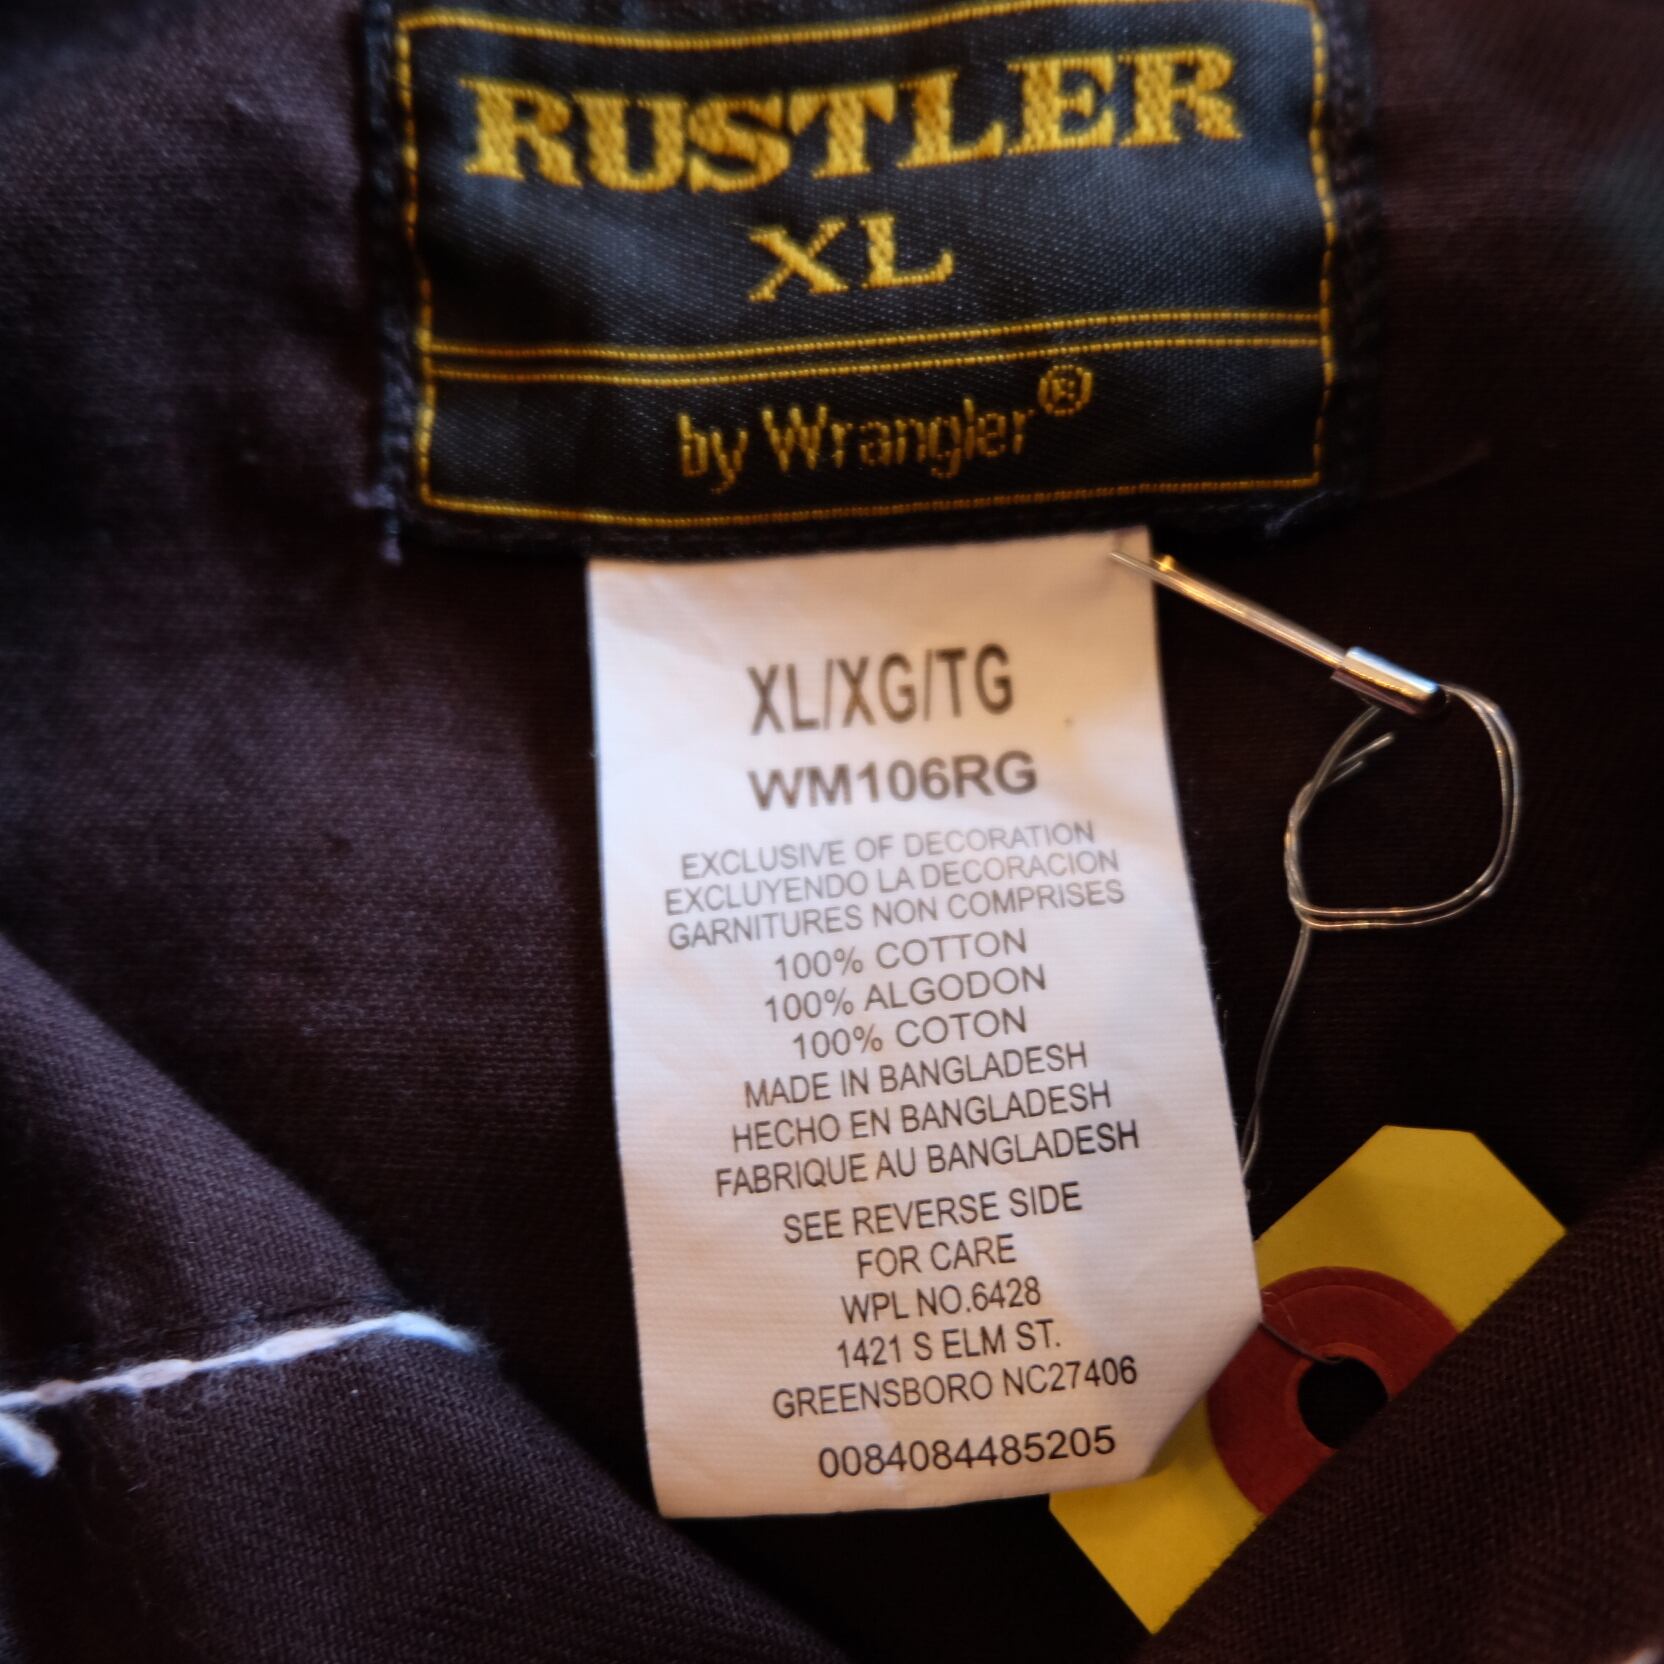 RUSTLER
XL
by Wrangler®
XL/XG/TG
WM106RG
EXCLUSIVE OF DECORATION
EXCLUYENDO LA DECORACION
GARNITURES NON COMPRISES
100% COTTON
100% ALGODON
100% COTON
MADE IN BANGLADESH
HECHO EN BANGLADESH
FABRIQUE AU BANGLADESH
SEE REVERSE SIDE
FOR CARE
WPL NO.6428
1421 S ELM ST.
GREENSBORO NC27406
0084084485205